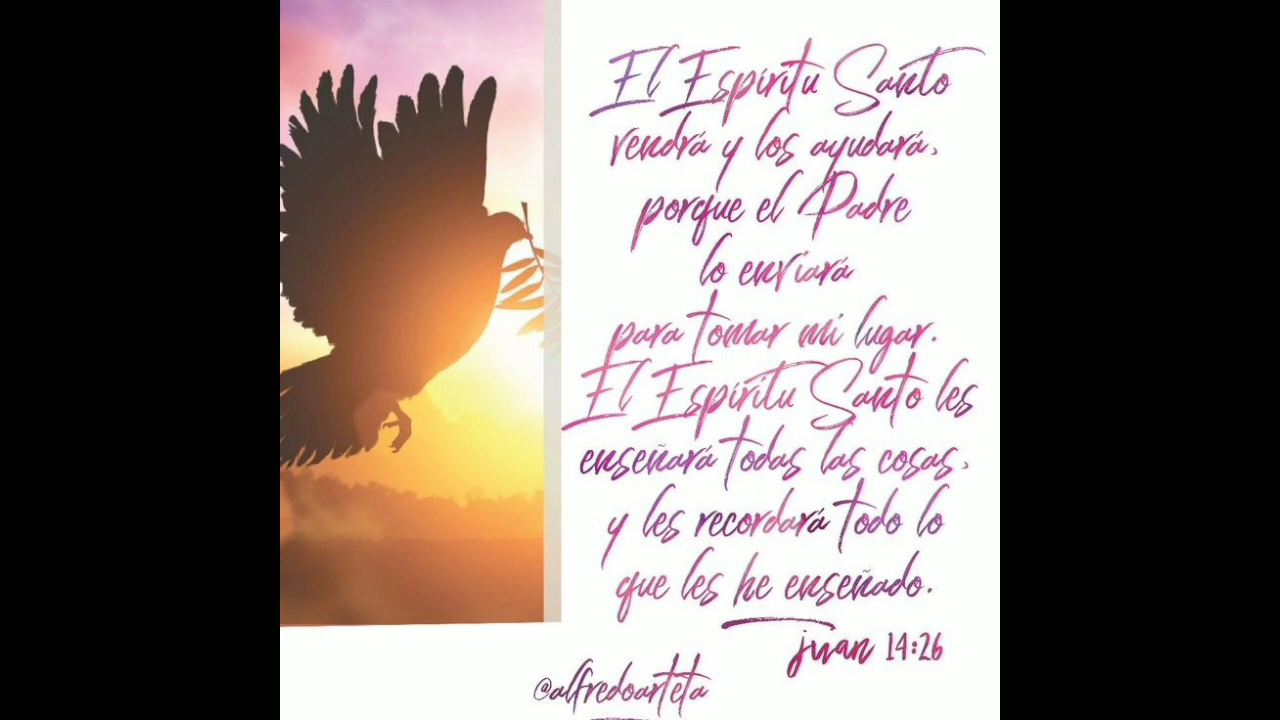 El Espíritu Santo
vendrá y los ayudará,
porque el Padre
lo enviará
para tomar mi lugar.
El Espíritu Santo les
enseñará todas las cosas,
y les recordará todo lo
que les he enseñado.
juan 14:26
@alfredoarteta